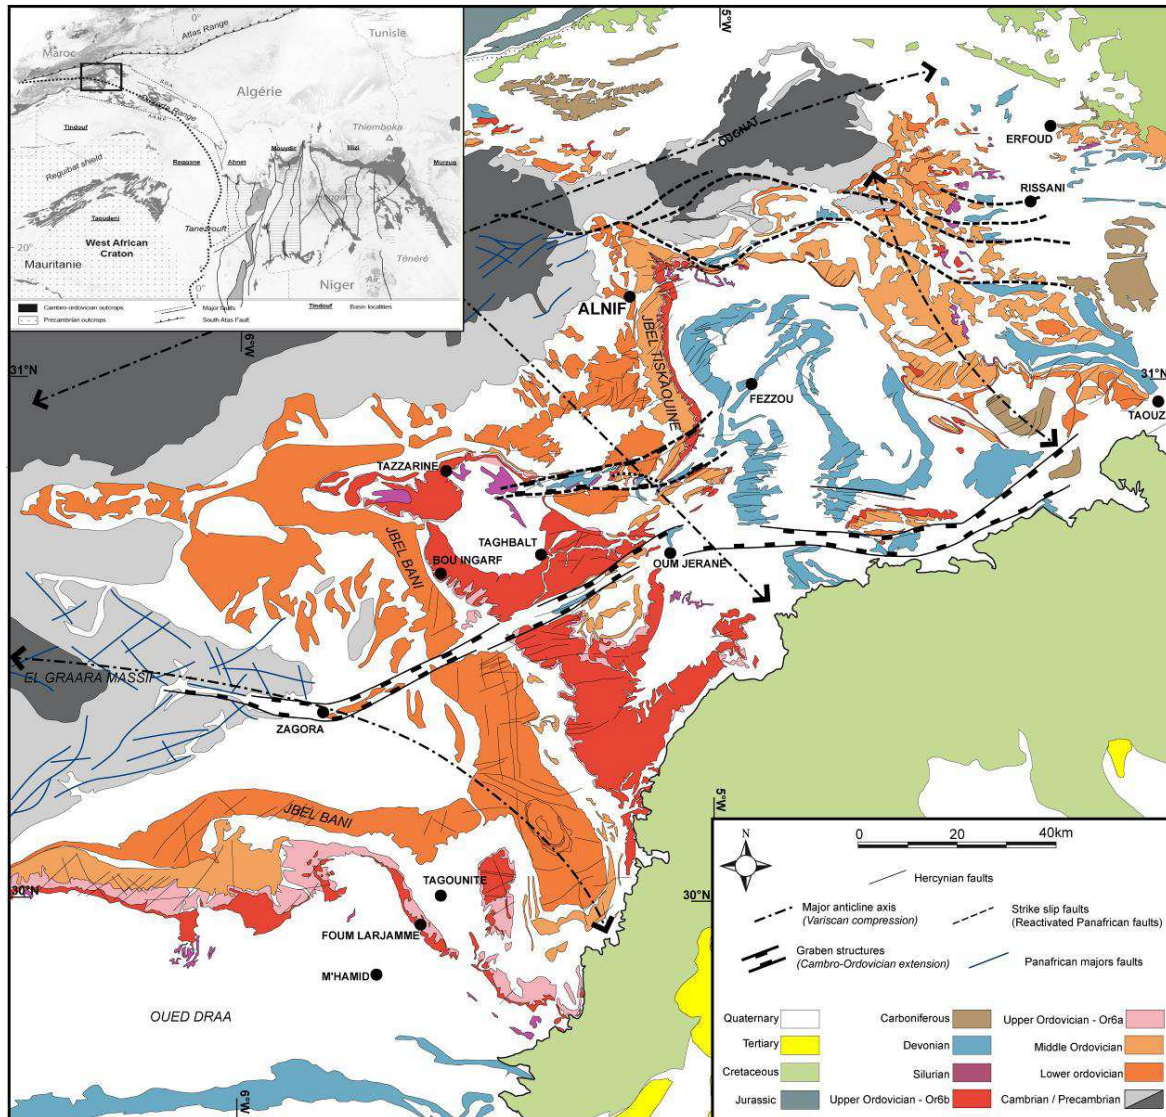 0°
Atlas Range
Maroc
Tunisie
Algérie
Ougarta Range
Tindouf
Thiemboka
Reguibat shield
Reggane
Ahnet
Mouydir
Illizi
Murzuq
Hoggar
Taoudeni
Tanezrouft
West African
Craton
20°
Mauritanie
Ténéré
Air
Niger
0°
Cambro-ordovician outcrops
Major faults
Tindouf
Basin localities
Precambrian outcrops
South Atlas Fault
5°W
OUGNAT
ERFOUD
RISSANI
ALNIF
6°W
31°N
JBEL TISKAOUINE
FEZZOU
31°N
TAOUZ
TAZZARINE
JBEL BANI
TAGHBALT
BOU INGARF
OUM JERANE
EL GRAARA MASSIF
ZAGORA
JBEL BANI
5°W
30°N
TAGOUNITE
30°N
FOUM LARJAMME
M'HAMID
OUED DRAA
6°W
N
0 20 40km
Hercynian faults
Major anticline axis
(Variscan compression)
Strike slip faults
(Reactivated Panafrican faults)
Graben structures
(Cambro-Ordovician extension)
Panafrican majors faults
Quaternary
Carboniferous
Upper Ordovician - Or6a
Tertiary
Devonian
Middle Ordovician
Cretaceous
Silurian
Lower ordovician
Jurassic
Upper Ordovician - Or6b
Cambrian / Precambrian